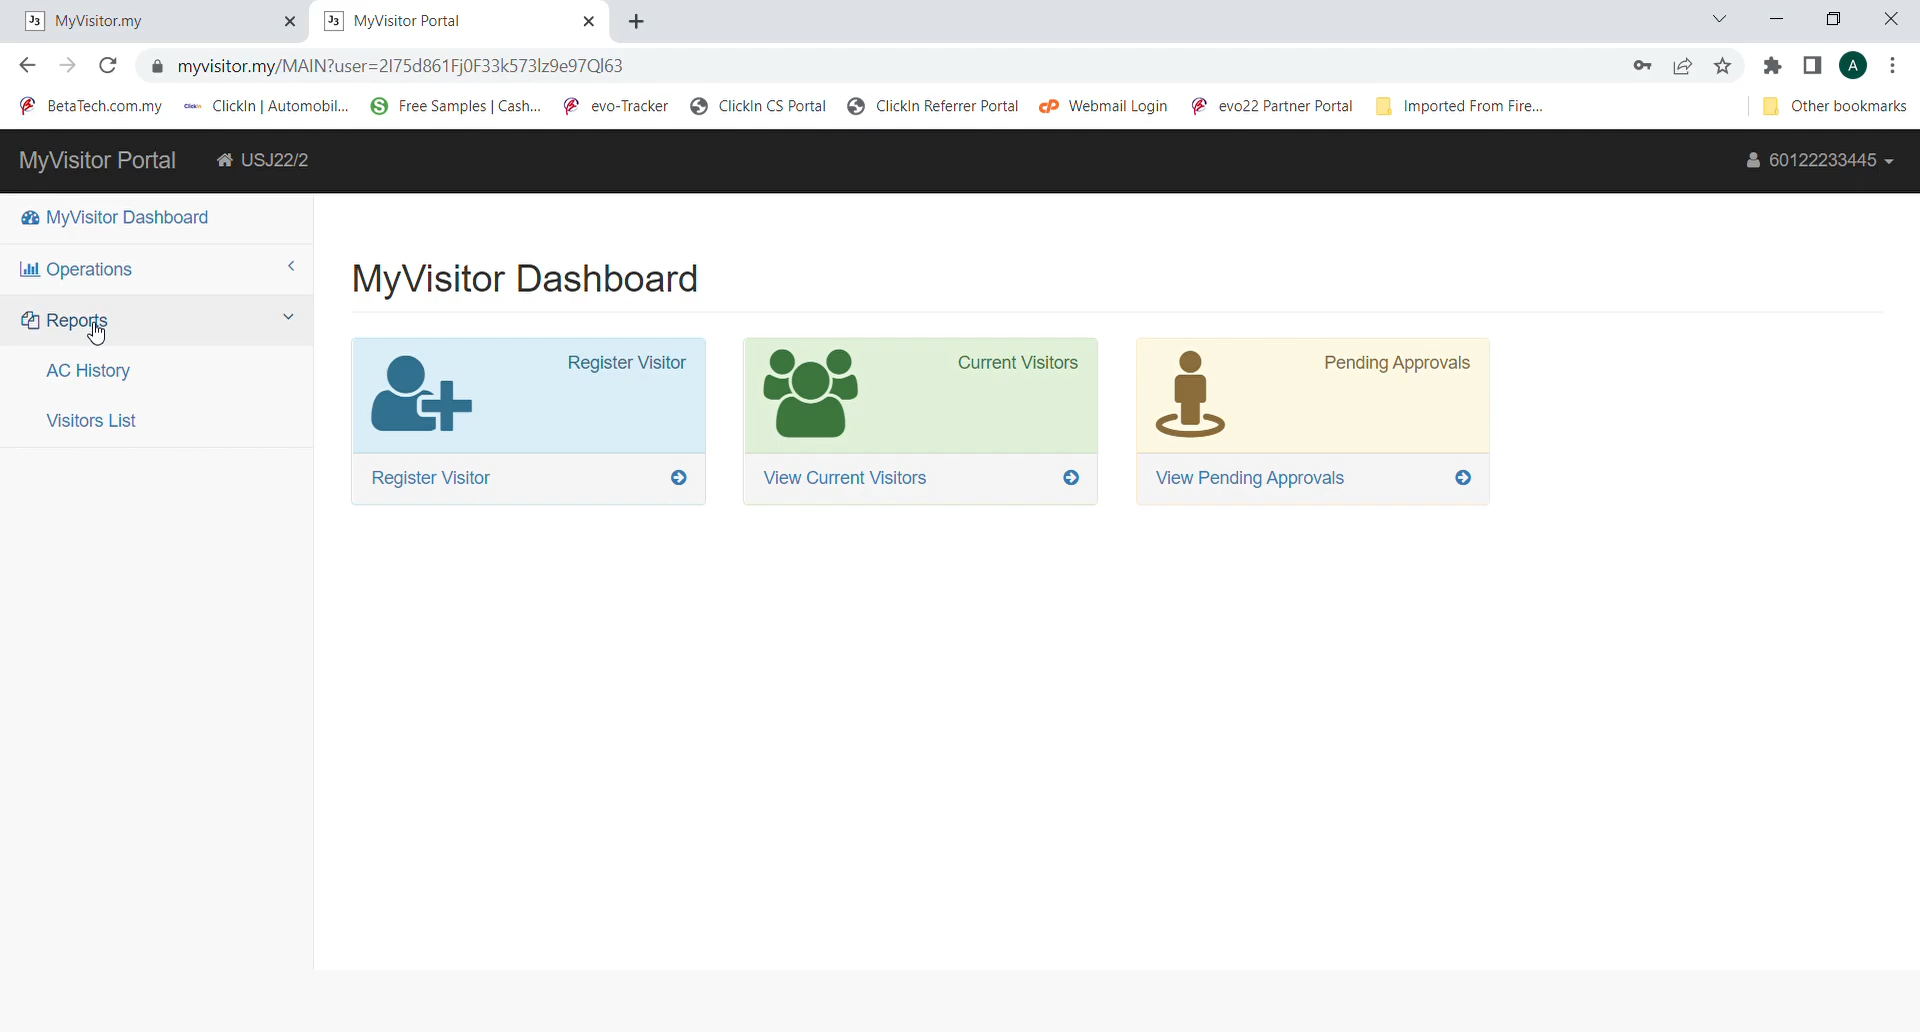 MyVisitor.my
MyVisitor Portal
myvisitor.my/MAIN?user=2I75d861Fj0F33k573Iz9e97QI63
A
BetaTech.com.my
ClickIn | Automobil...
Free Samples | Cash...
evo-Tracker
ClickIn CS Portal
ClickIn Referrer Portal
Webmail Login
evo22 Partner Portal
Imported From Fire...
Other bookmarks
MyVisitor Portal
USJ22/2
60122233445
MyVisitor Dashboard
Operations
Reports
AC History
Visitors List
MyVisitor Dashboard
Register Visitor
Current Visitors
Pending Approvals
Register Visitor
View Current Visitors
View Pending Approvals